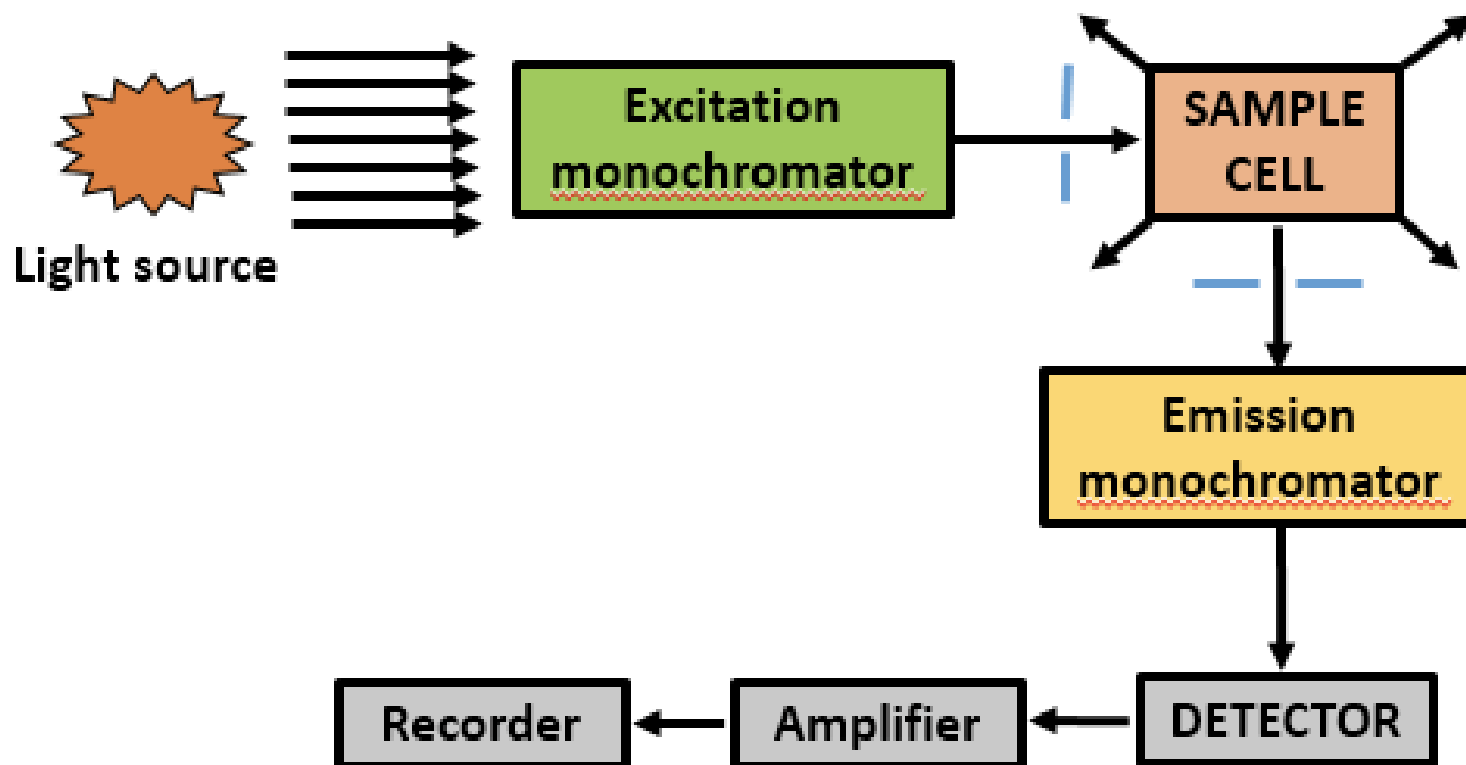 Excitation
monochromator
SAMPLE
CELL
Light source
Emission
monochromator
Recorder
Amplifier
DETECTOR